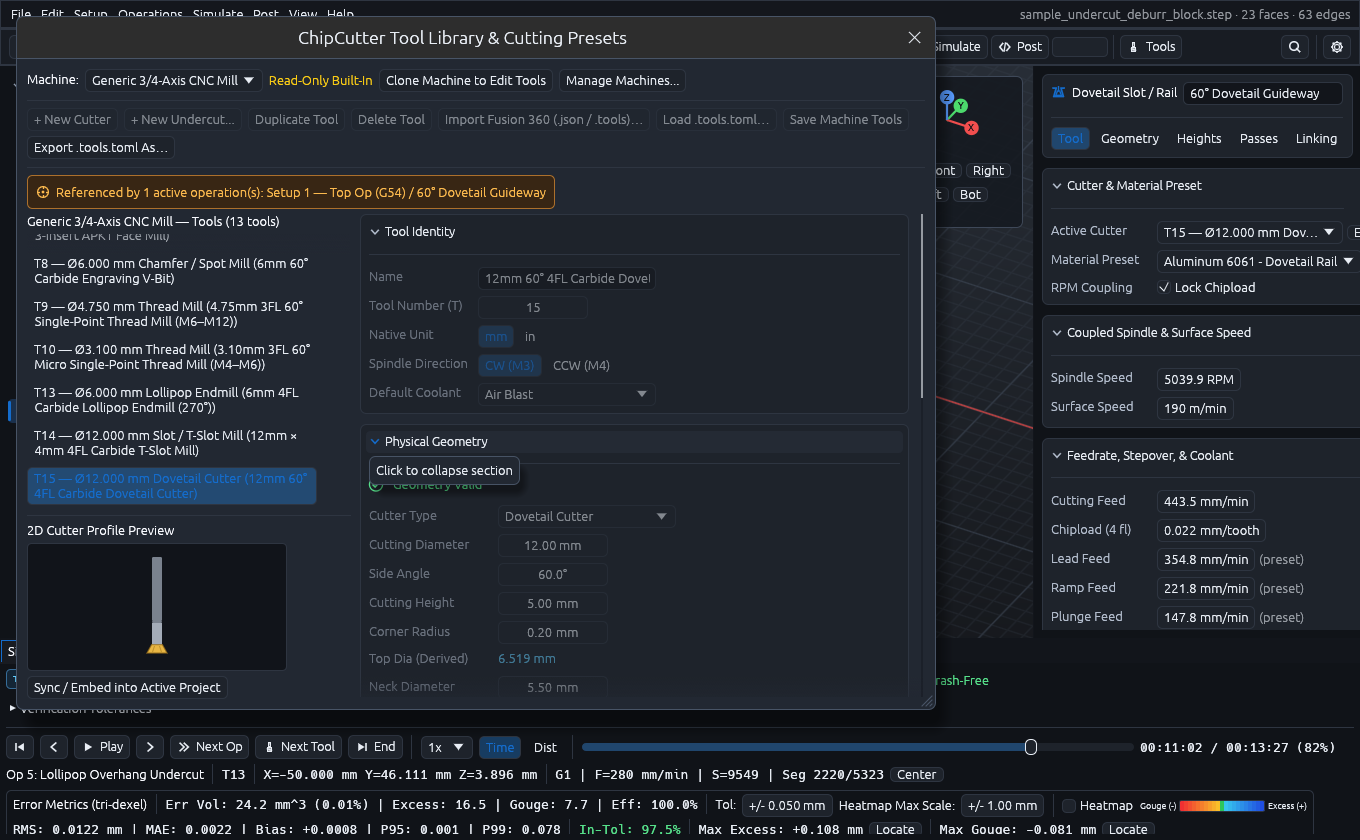 File Edit Setup Operations Simulate Post View Help
sample_undercut_deburr_block.step · 23 faces · 63 edges
ChipCutter Tool Library & Cutting Presets
Simulate
Post
Tools
Machine: Generic 3/4-Axis CNC Mill Read-Only Built-In Clone Machine to Edit Tools Manage Machines...
+ New Cutter + New Undercut... Duplicate Tool Delete Tool Import Fusion 360 (.json / .tools)... Load .tools.toml... Save Machine Tools
Export .tools.toml As...
Referenced by 1 active operation(s): Setup 1 — Top Op (G54) / 60° Dovetail Guideway
Generic 3/4-Axis CNC Mill — Tools (13 tools)
3-Insert APKT Face Mill)
T8 — Ø6.000 mm Chamfer / Spot Mill (6mm 60°
Carbide Engraving V-Bit)
T9 — Ø4.750 mm Thread Mill (4.75mm 3FL 60°
Single-Point Thread Mill (M6–M12))
T10 — Ø3.100 mm Thread Mill (3.10mm 3FL 60°
Micro Single-Point Thread Mill (M4–M6))
T13 — Ø6.000 mm Lollipop Endmill (6mm 4FL
Carbide Lollipop Endmill (270°))
T14 — Ø12.000 mm Slot / T-Slot Mill (12mm ×
4mm 4FL Carbide T-Slot Mill)
T15 — Ø12.000 mm Dovetail Cutter (12mm 60°
4FL Carbide Dovetail Cutter)
2D Cutter Profile Preview
Sync / Embed into Active Project
Tool Identity
Name 12mm 60° 4FL Carbide Dovel
Tool Number (T) 15
Native Unit mm in
Spindle Direction CW (M3) CCW (M4)
Default Coolant Air Blast
Physical Geometry
Click to collapse section
Geometry Valid
Cutter Type Dovetail Cutter
Cutting Diameter 12.00 mm
Side Angle 60.0°
Cutting Height 5.00 mm
Corner Radius 0.20 mm
Top Dia (Derived) 6.519 mm
Neck Diameter 5.50 mm
Z Y X
ont Right
t Bot
Dovetail Slot / Rail 60° Dovetail Guideway
Tool Geometry Heights Passes Linking
Cutter & Material Preset
Active Cutter T15 — Ø12.000 mm Dov... E
Material Preset Aluminum 6061 - Dovetail Rail
RPM Coupling Lock Chipload
Coupled Spindle & Surface Speed
Spindle Speed 5039.9 RPM
Surface Speed 190 m/min
Feedrate, Stepover, & Coolant
Cutting Feed 443.5 mm/min
Chipload (4 fl) 0.022 mm/tooth
Lead Feed 354.8 mm/min (preset)
Ramp Feed 221.8 mm/min (preset)
Plunge Feed 147.8 mm/min (preset)
rash-Free
Verification Tolerances
Play Next Op Next Tool End 1x Time Dist 00:11:02 / 00:13:27 (82%)
Op 5: Lollipop Overhang Undercut T13 X=-50.000 mm Y=46.111 mm Z=3.896 mm G1 | F=280 mm/min | S=9549 | Seg 2220/5323 Center
Error Metrics (tri-dexel) Err Vol: 24.2 mm^3 (0.01%) | Excess: 16.5 | Gouge: 7.7 | Eff: 100.0% Tol: +/- 0.050 mm Heatmap Max Scale: +/- 1.00 mm Heatmap Gouge (-) Excess (+)
RMS: 0.0122 mm | MAE: 0.0022 | Bias: +0.0008 | P95: 0.001 | P99: 0.078 In-Tol: 97.5% Max Excess: +0.108 mm Locate Max Gouge: -0.081 mm Locate